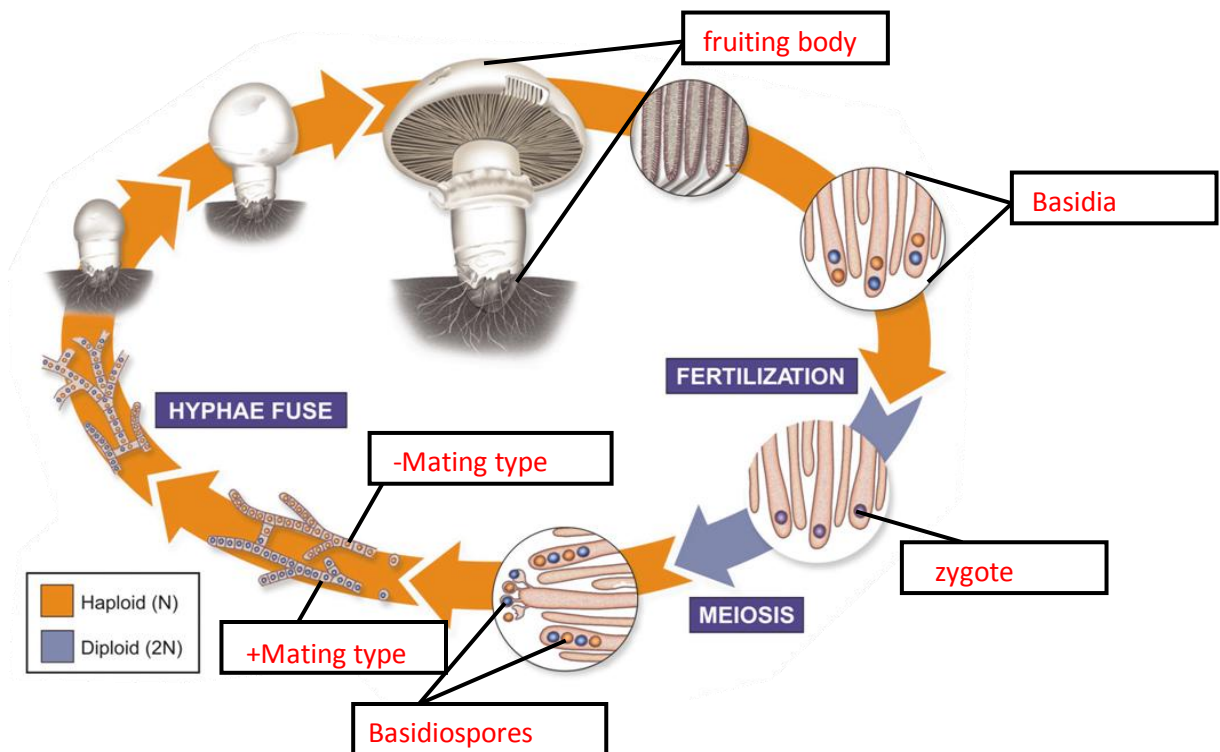 fruiting body
Basidia
FERTILIZATION
HYPHAE FUSE
-Mating type
zygote
Haploid (N)
Diploid (2N)
MEIOSIS
+Mating type
Basidiospores